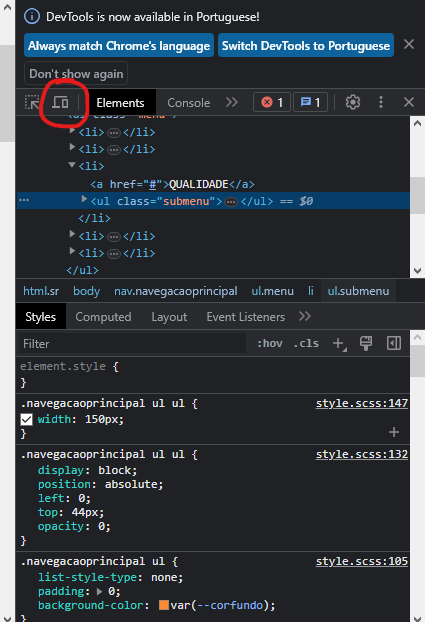 DevTools is now available in Portuguese!
Always match Chrome's language Switch DevTools to Portuguese
Don't show again
Elements Console 1 1
<ul class="menu">
<li> ⋯ </li>
<li> ⋯ </li>
<li>
<a href="#">QUALIDADE</a>
<ul class="submenu"> ⋯ </ul> == $0
</li>
<li> ⋯ </li>
<li> ⋯ </li>
</ul>
html.sr body nav.navegacaoprincipal ul.menu li ul.submenu
Styles Computed Layout Event Listeners
Filter :hov .cls
element.style {
}
.navegacaoprincipal ul ul { style.scss:147
width: 150px;
}
.navegacaoprincipal ul ul { style.scss:132
display: block;
position: absolute;
left: 0;
top: 44px;
opacity: 0;
}
.navegacaoprincipal ul { style.scss:105
list-style-type: none;
padding: 0;
background-color: var(--corfundo);
}